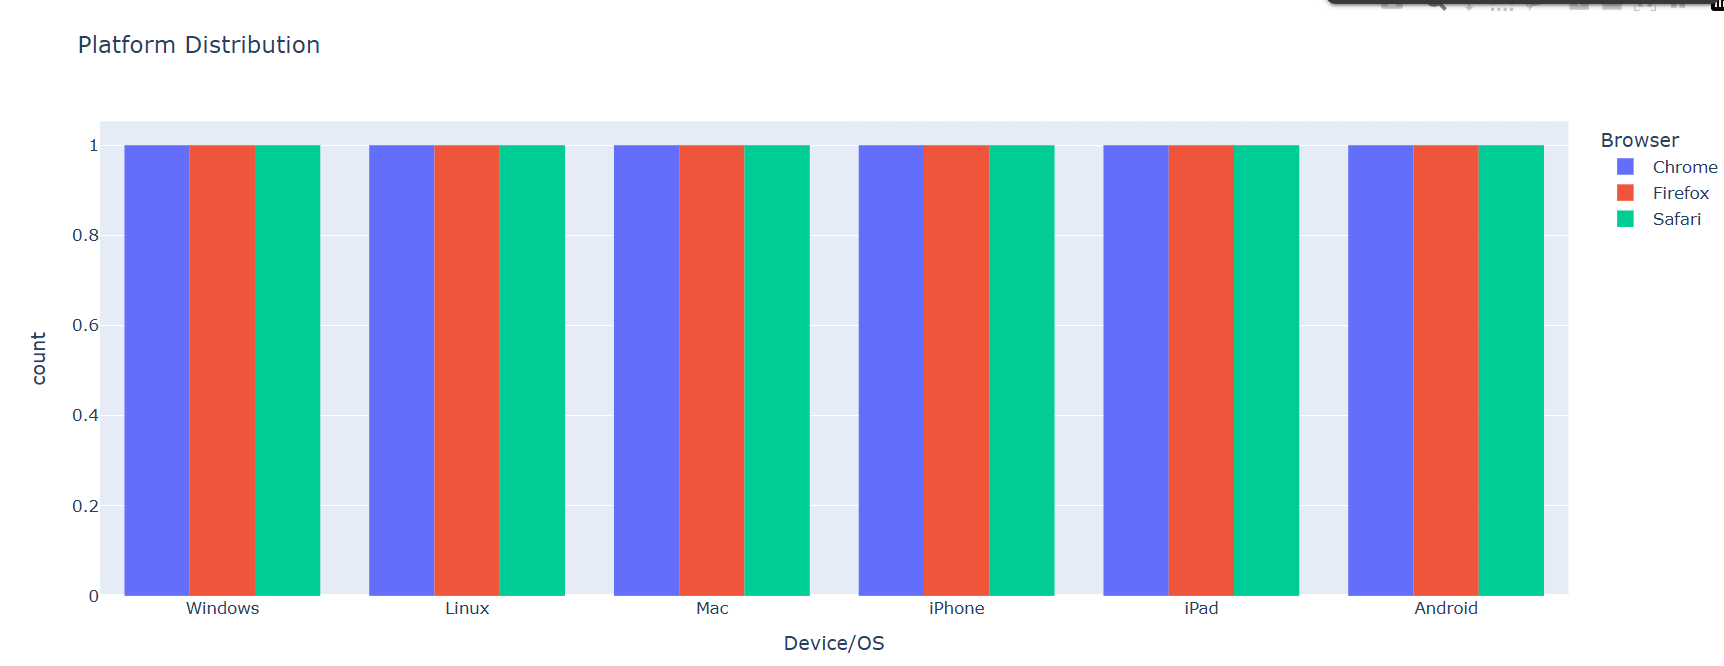 Platform Distribution
Browser
Chrome
Firefox
Safari
1
0.8
0.6
0.4
0.2
0
count
Windows Linux Mac iPhone iPad Android
Device/OS